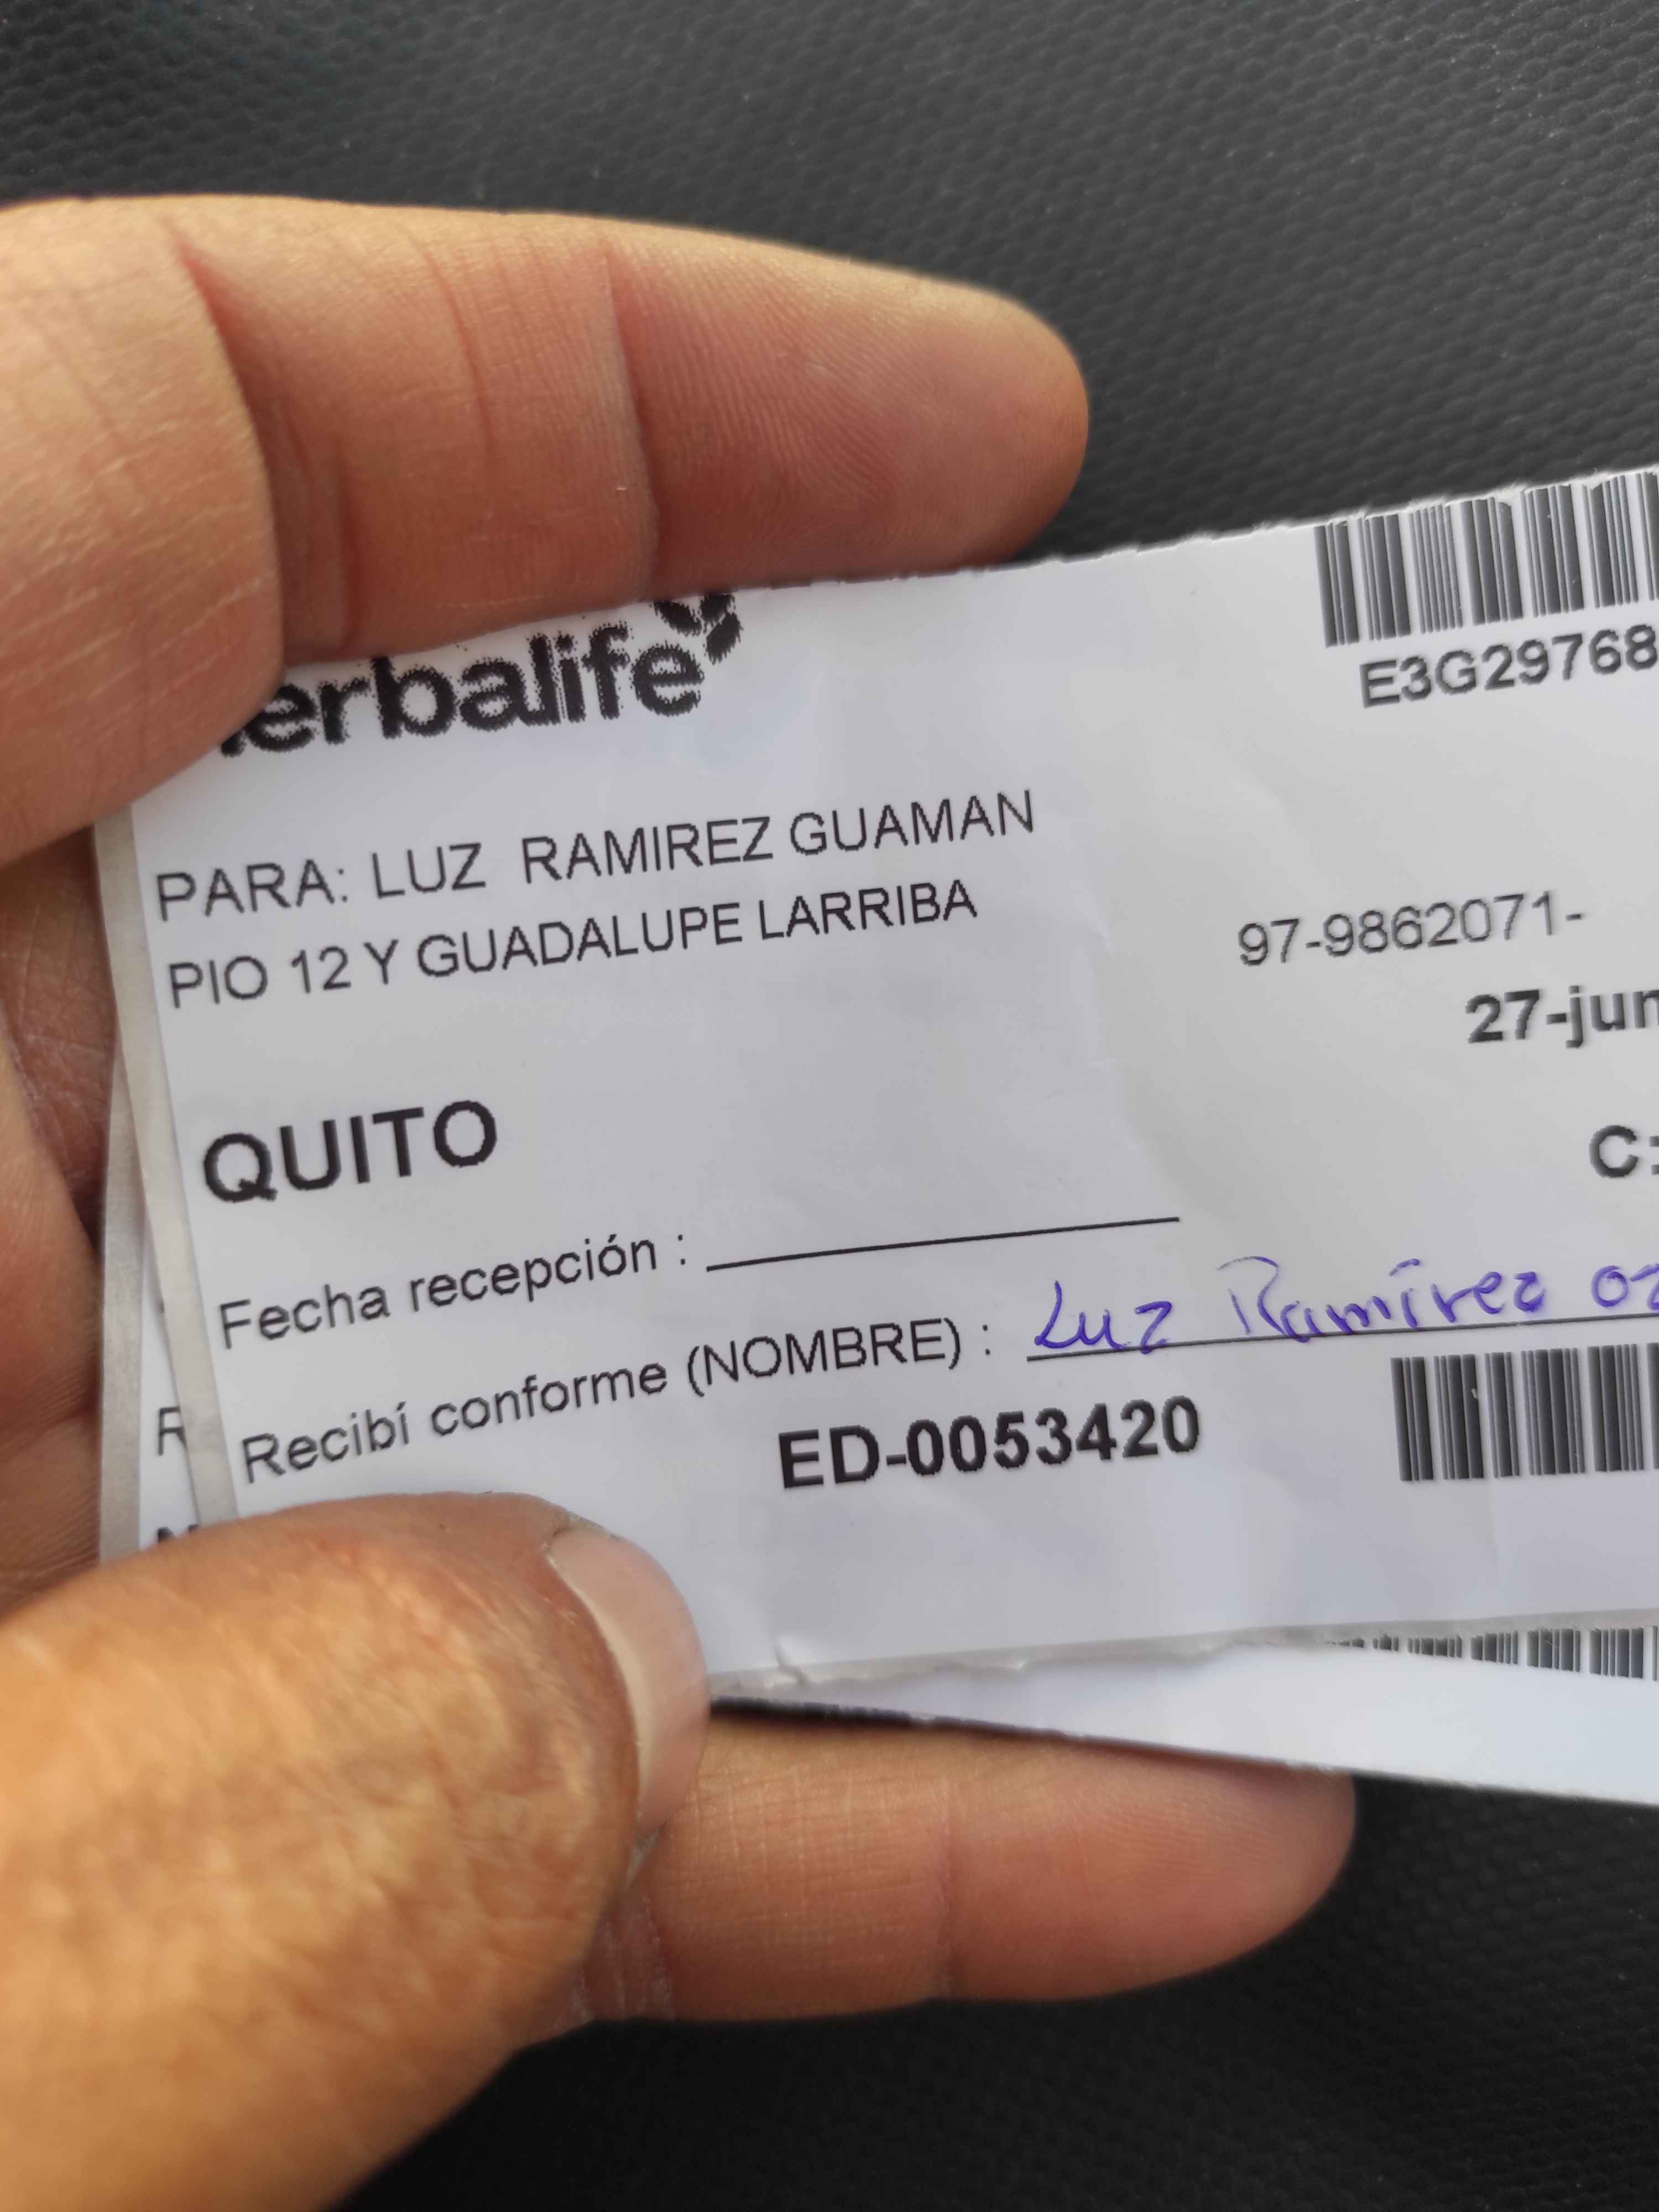 erbalife
E3G29768
PARA: LUZ RAMIREZ GUAMAN
PIO 12 Y GUADALUPE LARRIBA
97-9862071-
27-jun
QUITO
C:
Fecha recepción :
Recibí conforme (NOMBRE) : Luz Ramírez
ED-0053420
R